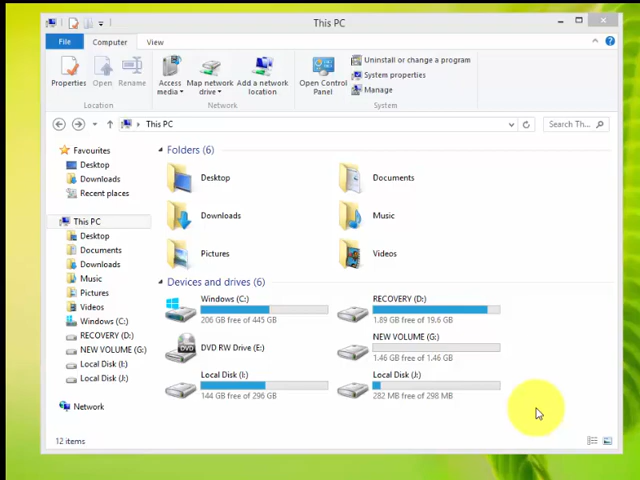 This PC
File
Computer
View
Properties
Open
Rename
Access media
Map network drive
Add a network location
Open Control Panel
Uninstall or change a program
System properties
Manage
Location
Network
System
This PC
Search Th...
Favourites
Desktop
Downloads
Recent places
This PC
Desktop
Documents
Downloads
Music
Pictures
Videos
Windows (C:)
RECOVERY (D:)
NEW VOLUME (G:)
Local Disk (I:)
Local Disk (J:)
Network
Folders (6)
Desktop
Documents
Downloads
Music
Pictures
Videos
Devices and drives (6)
Windows (C:)
206 GB free of 445 GB
RECOVERY (D:)
1.89 GB free of 19.6 GB
DVD RW Drive (E:)
NEW VOLUME (G:)
1.46 GB free of 1.46 GB
Local Disk (I:)
144 GB free of 296 GB
Local Disk (J:)
282 MB free of 298 MB
12 items